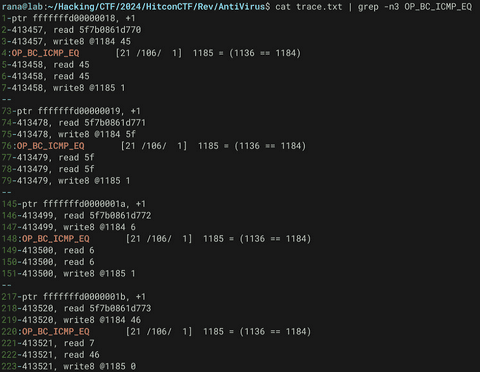 rana@lab:~/Hacking/CTF/2024/HitconCTF/Rev/AntiVirus$ cat trace.txt | grep -n3 OP_BC_ICMP_EQ
1-ptr fffffffd00000018, +1
2-413457, read 5f7b0861d770
3-413457, write8 @1184 45
4:OP_BC_ICMP_EQ [21 /106/ 1] 1185 = (1136 == 1184)
5-413458, read 45
6-413458, read 45
7-413458, write8 @1185 1
--
73-ptr fffffffd00000019, +1
74-413478, read 5f7b0861d771
75-413478, write8 @1184 5f
76:OP_BC_ICMP_EQ [21 /106/ 1] 1185 = (1136 == 1184)
77-413479, read 5f
78-413479, read 5f
79-413479, write8 @1185 1
--
145-ptr fffffffd0000001a, +1
146-413499, read 5f7b0861d772
147-413499, write8 @1184 6
148:OP_BC_ICMP_EQ [21 /106/ 1] 1185 = (1136 == 1184)
149-413500, read 6
150-413500, read 6
151-413500, write8 @1185 1
--
217-ptr fffffffd0000001b, +1
218-413520, read 5f7b0861d773
219-413520, write8 @1184 46
220:OP_BC_ICMP_EQ [21 /106/ 1] 1185 = (1136 == 1184)
221-413521, read 7
222-413521, read 46
223-413521, write8 @1185 0